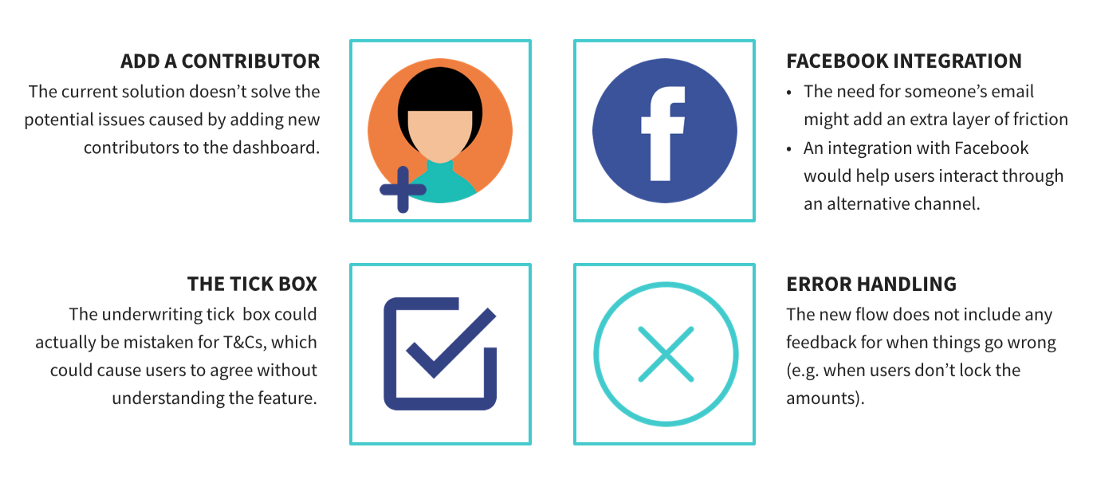 ADD A CONTRIBUTOR
The current solution doesn’t solve the
potential issues caused by adding new
contributors to the dashboard.
FACEBOOK INTEGRATION
• The need for someone’s email
might add an extra layer of friction
• An integration with Facebook
would help users interact through
an alternative channel.
THE TICK BOX
The underwriting tick box could
actually be mistaken for T&Cs, which
could cause users to agree without
understanding the feature.
ERROR HANDLING
The new flow does not include any
feedback for when things go wrong
(e.g. when users don’t lock the
amounts).